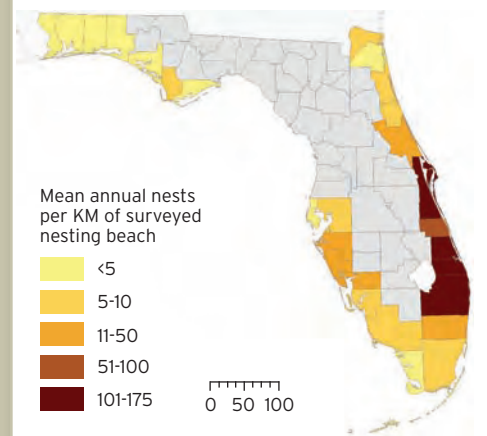 Mean annual nests
per KM of surveyed
nesting beach
<5
5-10
11-50
51-100
101-175
0 50 100